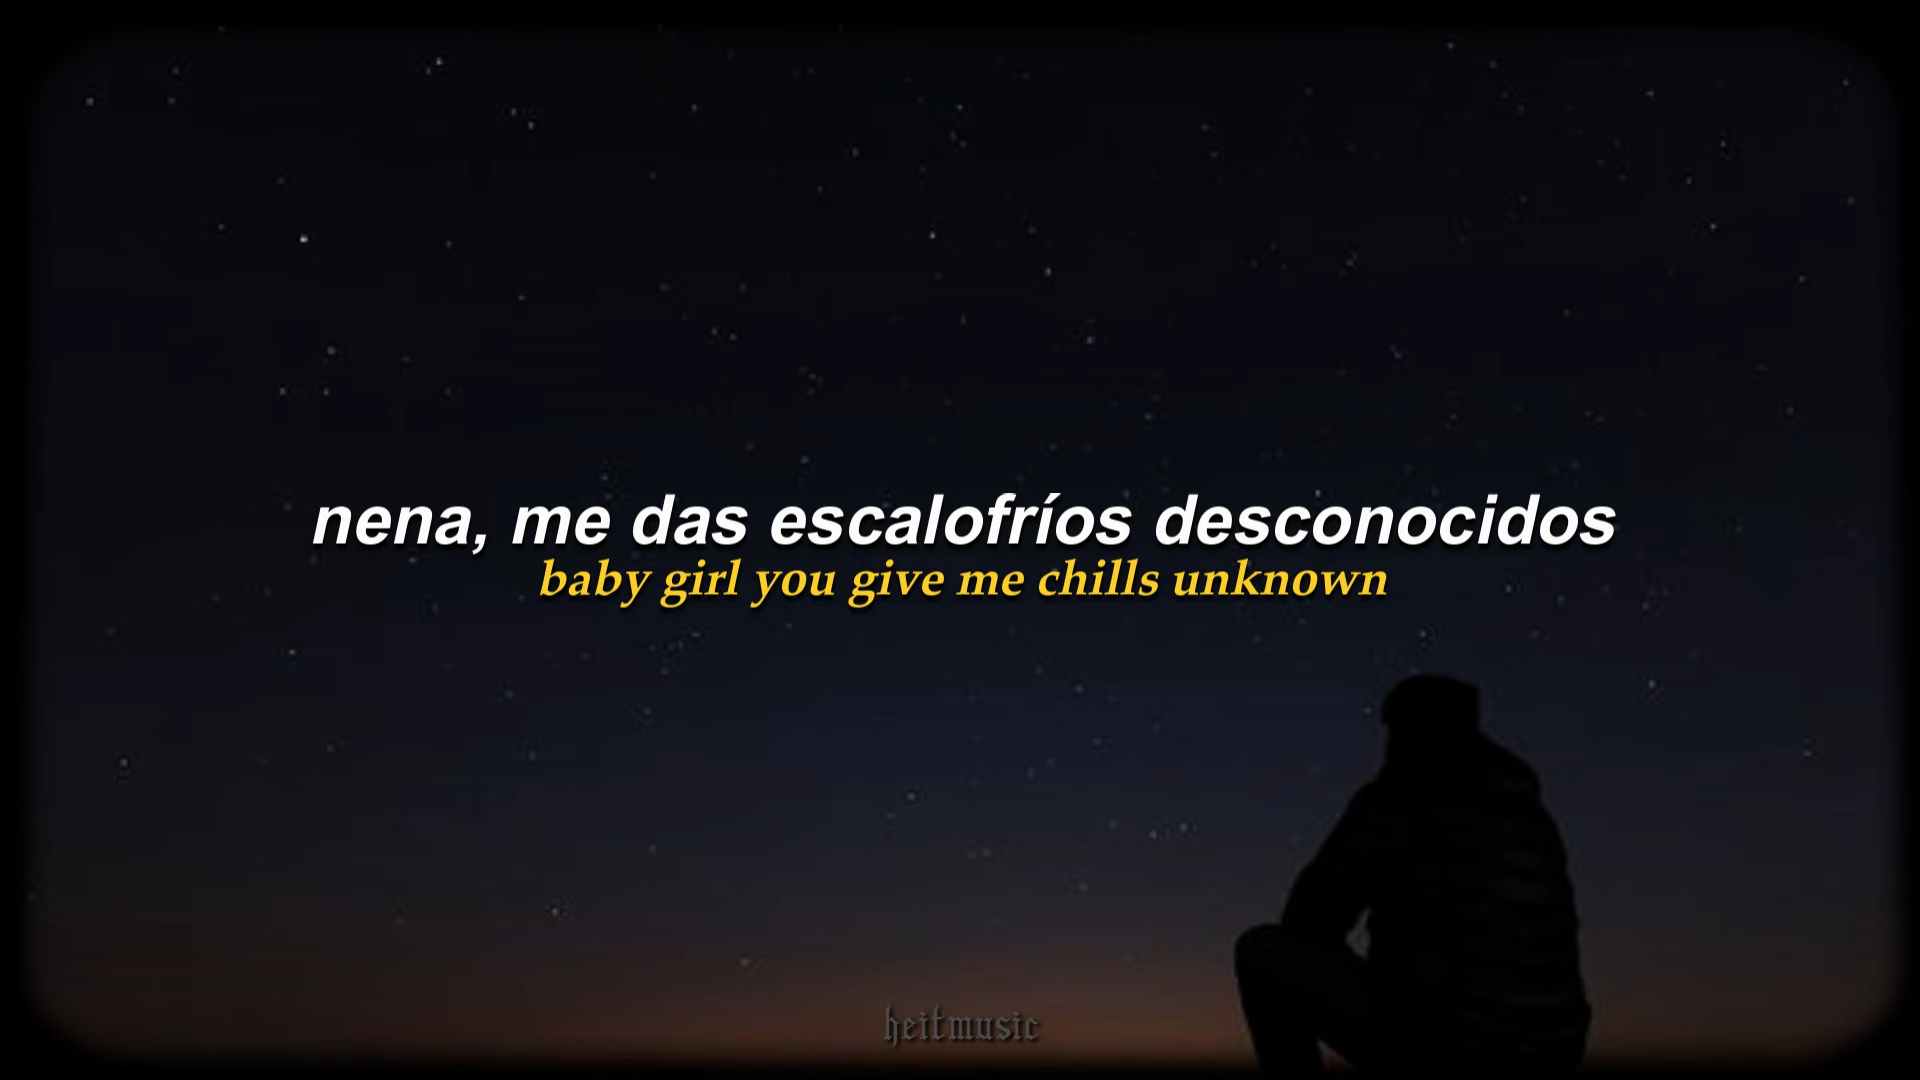 nena, me das escalofríos desconocidos
baby girl you give me chills unknown
heitmusic